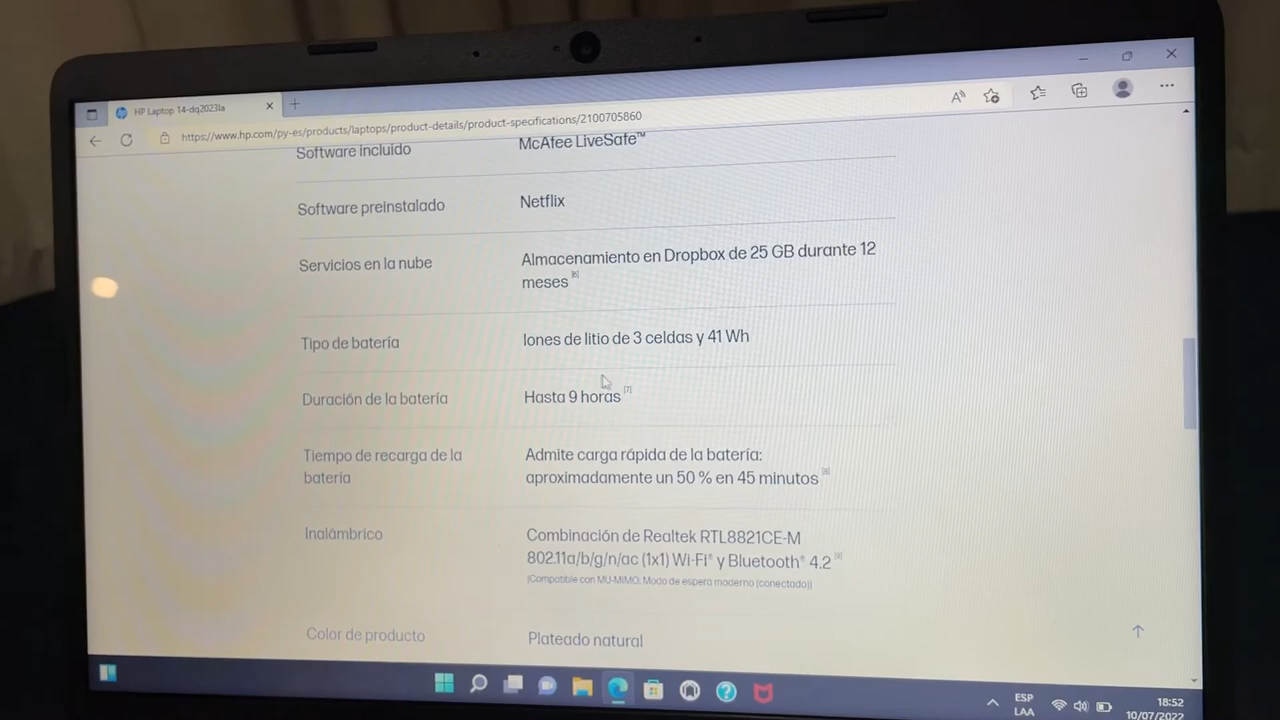 HP Laptop 14-dq2023la
https://www.hp.com/py-es/products/laptops/product-details/product-specifications/2100705860
Software incluido McAfee LiveSafe™
Software preinstalado Netflix
Servicios en la nube Almacenamiento en Dropbox de 25 GB durante 12
meses [6]
Tipo de batería Iones de litio de 3 celdas y 41 Wh
Duración de la batería Hasta 9 horas [7]
Tiempo de recarga de la Admite carga rápida de la batería:
batería aproximadamente un 50 % en 45 minutos [8]
Inalámbrico Combinación de Realtek RTL8821CE-M
802.11a/b/g/n/ac (1x1) Wi-Fi® y Bluetooth® 4.2 [9]
(Compatible con MU-MIMO; Modo de espera moderno (conectado))
Color de producto Plateado natural
ESP
LAA
18:52
10/07/2022